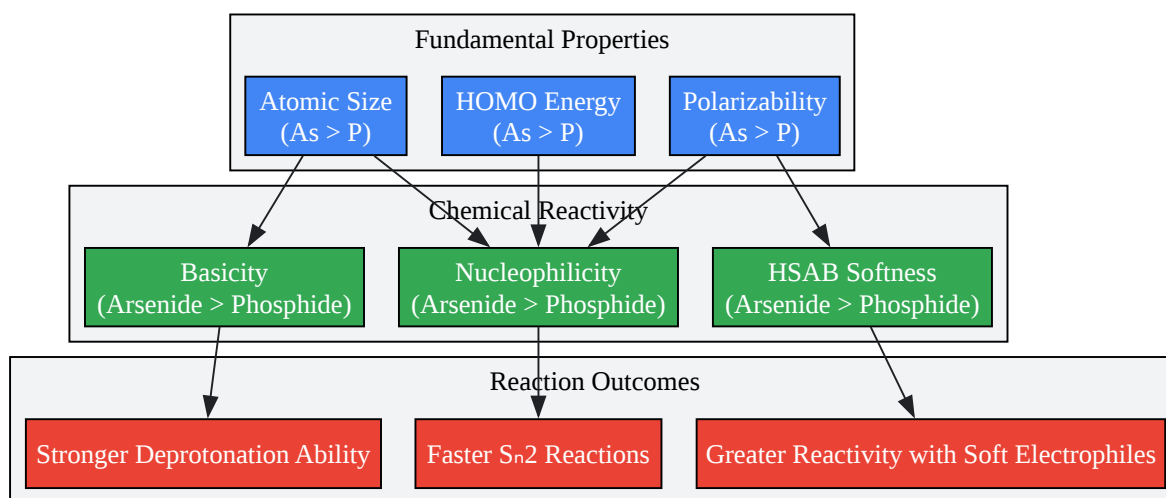 Fundamental Properties
Atomic Size
(As > P)
HOMO Energy
(As > P)
Polarizability
(As > P)
Chemical Reactivity
Basicity
(Arsenide > Phosphide)
Nucleophilicity
(Arsenide > Phosphide)
HSAB Softness
(Arsenide > Phosphide)
Reaction Outcomes
Stronger Deprotonation Ability
Faster Sₙ2 Reactions
Greater Reactivity with Soft Electrophiles